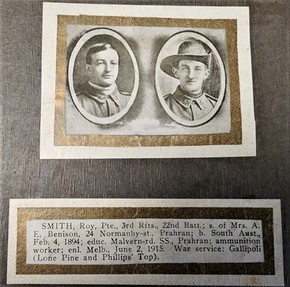 SMITH, Roy, Pte., 3rd Rfts., 22nd Batt.; s. of Mrs. A.
E. Benison, 24 Normanby-st., Prahran; b. South Aust.,
Feb. 4, 1894; educ. Malvern-rd. SS., Prahran; ammunition
worker; enl. Melb., June 2, 1915. War service: Gallipoli
(Lone Pine and Phillips' Top).